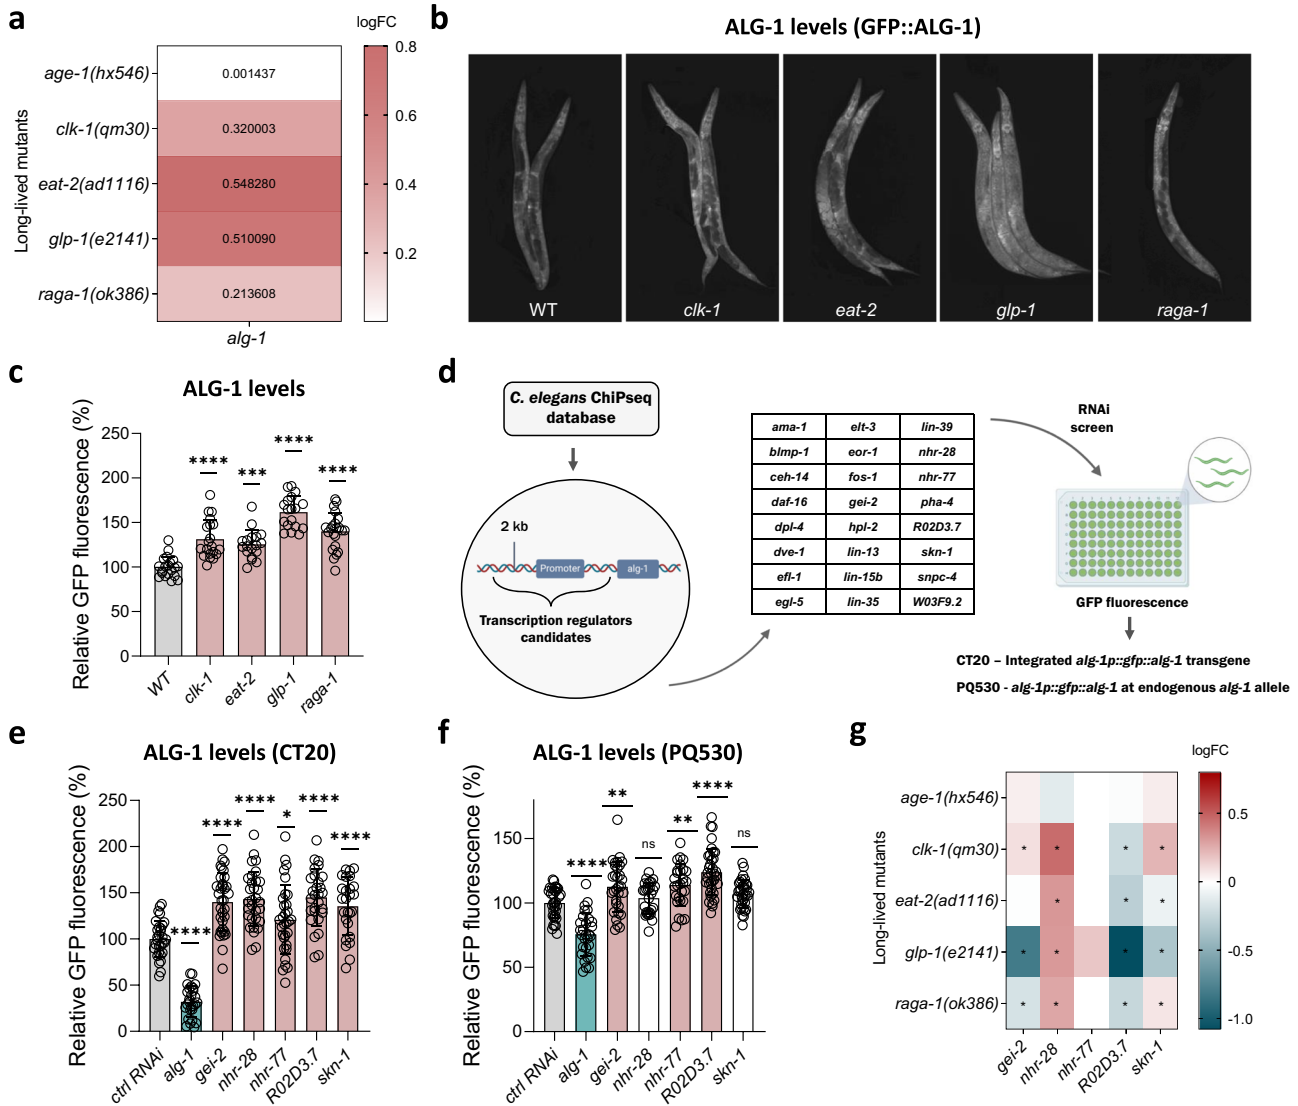 a
logFC
Long-lived mutants
age-1(hx546)
clk-1(qm30)
eat-2(ad1116)
glp-1(e2141)
raga-1(ok386)
0.001437
0.320003
0.548280
0.510090
0.213608
alg-1
0.8
0.6
0.4
0.2
b
ALG-1 levels (GFP::ALG-1)
WT
clk-1
eat-2
glp-1
raga-1
c
ALG-1 levels
Relative GFP fluorescence (%)
250
200
150
100
50
0
****
***
****
****
WT
clk-1
eat-2
glp-1
raga-1
d
C. elegans ChiPseq
database
2 kb
Promoter
alg-1
Transcription regulators
candidates
ama-1 elt-3 lin-39
blmp-1 eor-1 nhr-28
ceh-14 fos-1 nhr-77
daf-16 gei-2 pha-4
dpl-4 hpl-2 R02D3.7
dve-1 lin-13 skn-1
efl-1 lin-15b snpc-4
egl-5 lin-35 W03F9.2
RNAi
screen
GFP fluorescence
CT20 – Integrated alg-1p::gfp::alg-1 transgene
PQ530 - alg-1p::gfp::alg-1 at endogenous alg-1 allele
e
ALG-1 levels (CT20)
Relative GFP fluorescence (%)
250
200
150
100
50
0
****
****
****
*
****
****
ctrl RNAi
alg-1
gei-2
nhr-28
nhr-77
R02D3.7
skn-1
f
ALG-1 levels (PQ530)
Relative GFP fluorescence (%)
150
100
50
0
****
**
ns
**
****
ns
ctrl RNAi
alg-1
gei-2
nhr-28
nhr-77
R02D3.7
skn-1
g
logFC
Long-lived mutants
age-1(hx546)
clk-1(qm30)
* * * *
eat-2(ad1116)
* * *
glp-1(e2141)
* * * *
raga-1(ok386)
* * * *
gei-2
nhr-28
nhr-77
R02D3.7
skn-1
0.5
0
-0.5
-1.0